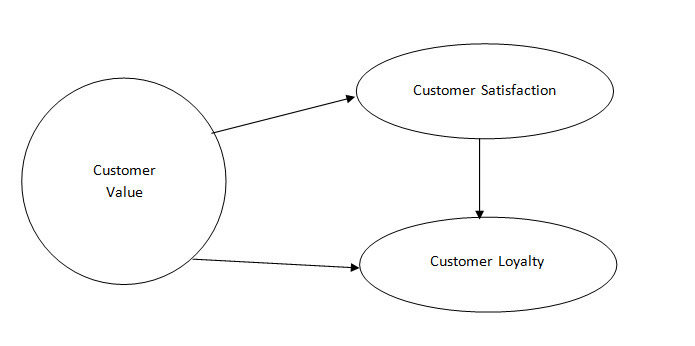 Customer Satisfaction
Customer
Value
Customer Loyalty